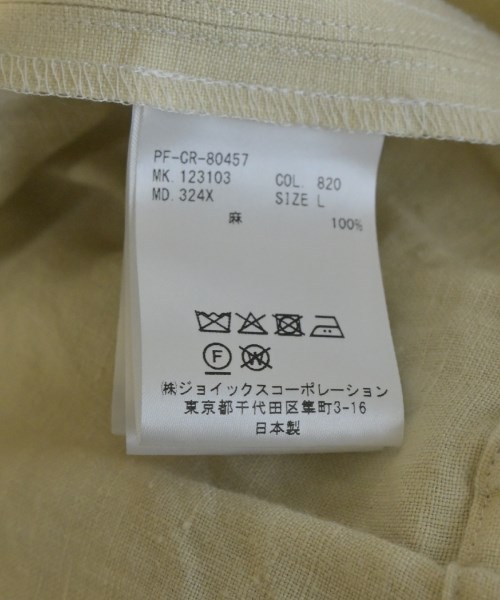 PF-CR-80457
MK. 123103 COL. 820
MD. 324X SIZE L
麻 100%
F W
㈱ジョイックスコーポレーション
東京都千代田区隼町3-16
日本製